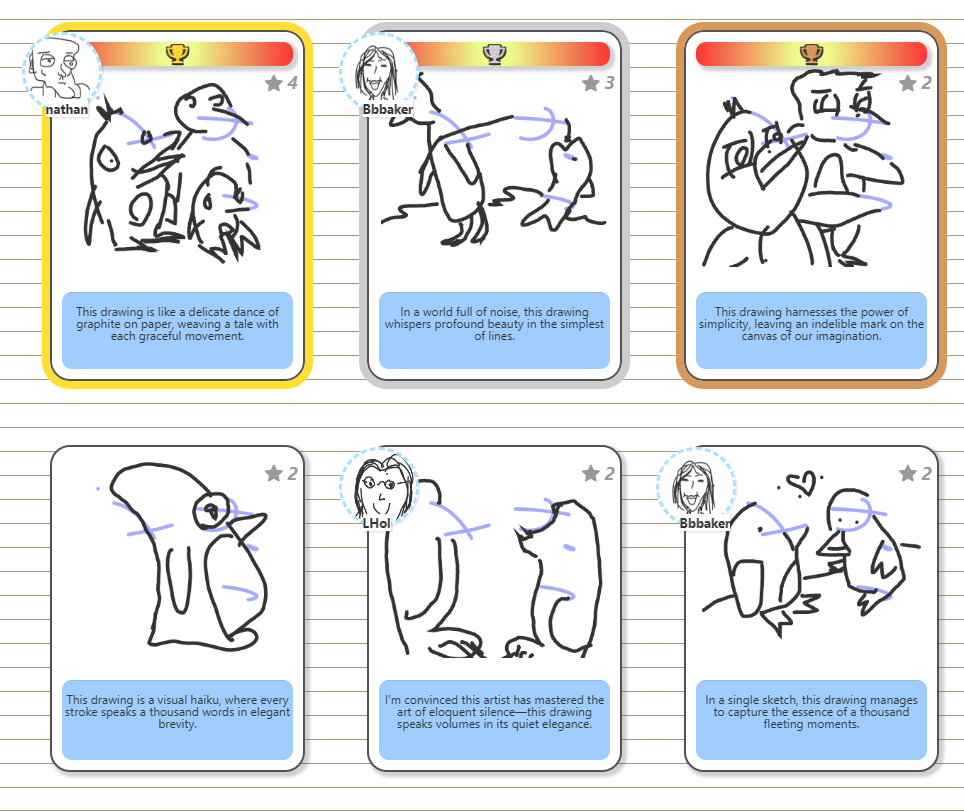 4
nathan
This drawing is like a delicate dance of
graphite on paper, weaving a tale with
each graceful movement.
3
Bbbaker
In a world full of noise, this drawing
whispers profound beauty in the simplest
of lines.
2
This drawing harnesses the power of
simplicity, leaving an indelible mark on the
canvas of our imagination.
2
This drawing is a visual haiku, where every
stroke speaks a thousand words in elegant
brevity.
2
LHol
I'm convinced this artist has mastered the
art of eloquent silence—this drawing
speaks volumes in its quiet elegance.
2
Bbbaker
In a single sketch, this drawing manages
to capture the essence of a thousand
fleeting moments.